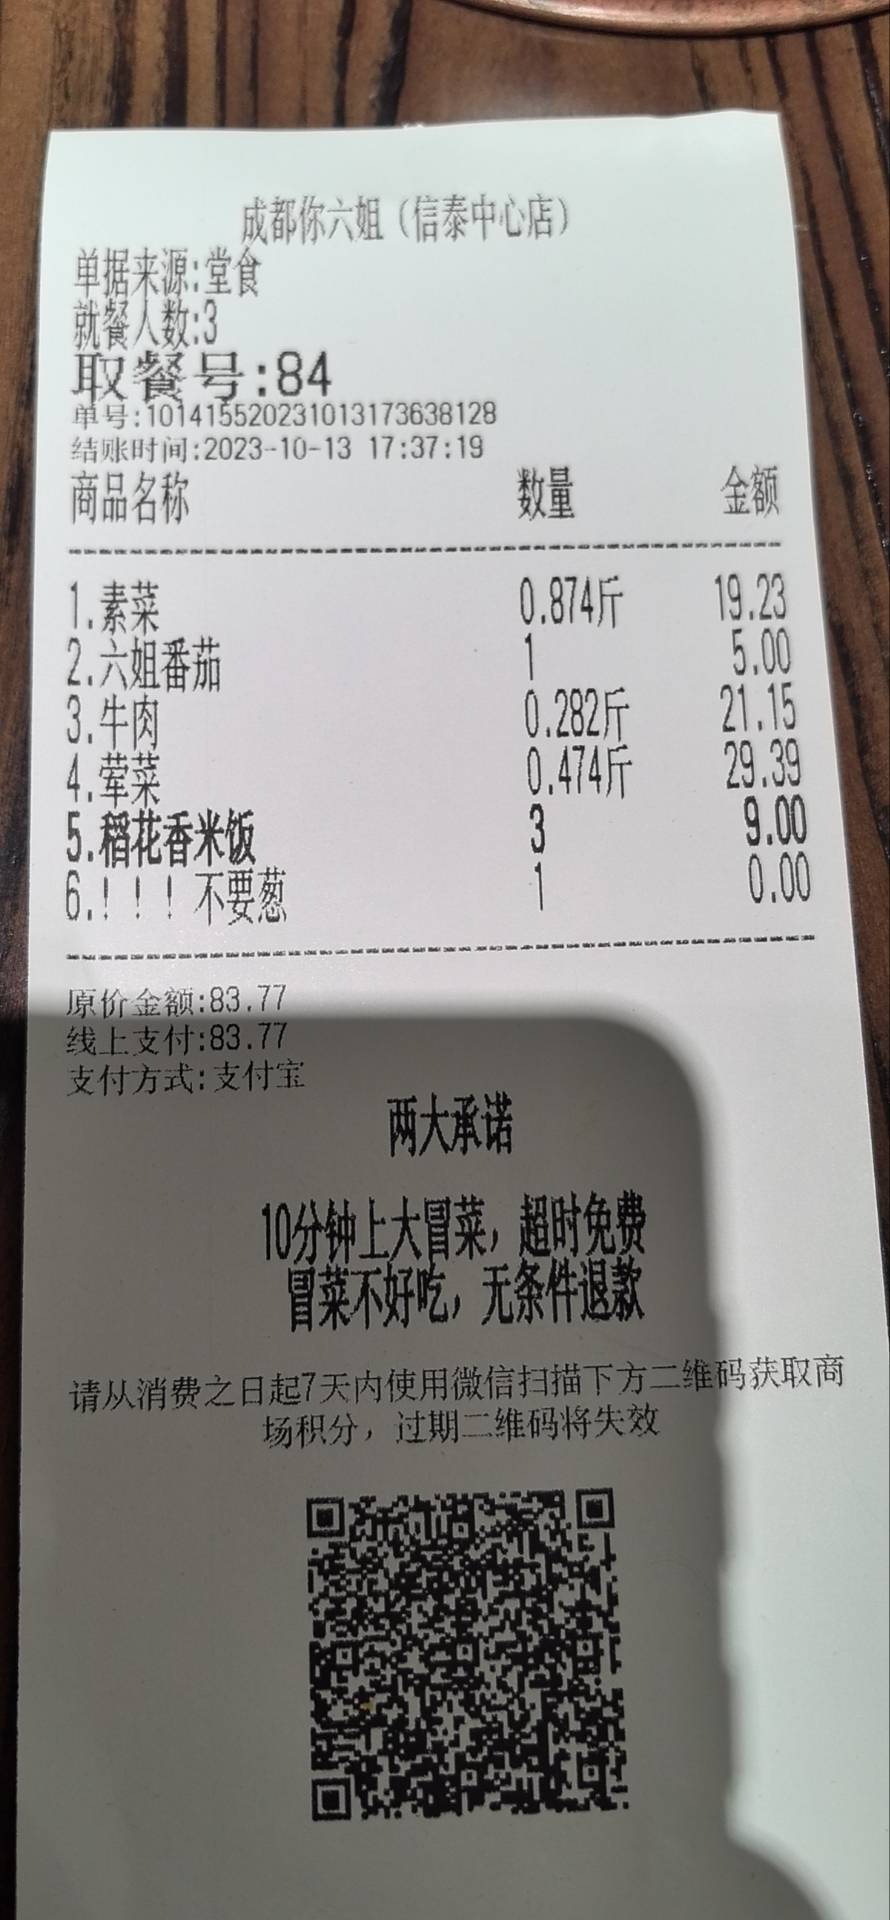 成都你六姐（信泰中心店）
单据来源:堂食
就餐人数:3
取餐号:84
单号:10141552023101317363​8128
结账时间:2023-10-13 17:37:19
商品名称 数量 金额
1.素菜 0.874斤 19.23
2.六姐番茄 1 5.00
3.牛肉 0.282斤 21.15
4.荤菜 0.474斤 29.39
5.稻花香米饭 3 9.00
6.！！！不要葱 1 0.00
原价金额:83.77
线上支付:83.77
支付方式:支付宝
两大承诺
10分钟上大冒菜，超时免费
冒菜不好吃，无条件退款
请从消费之日起7天内使用微信扫描下方二维码获取商
场积分，过期二维码将失效